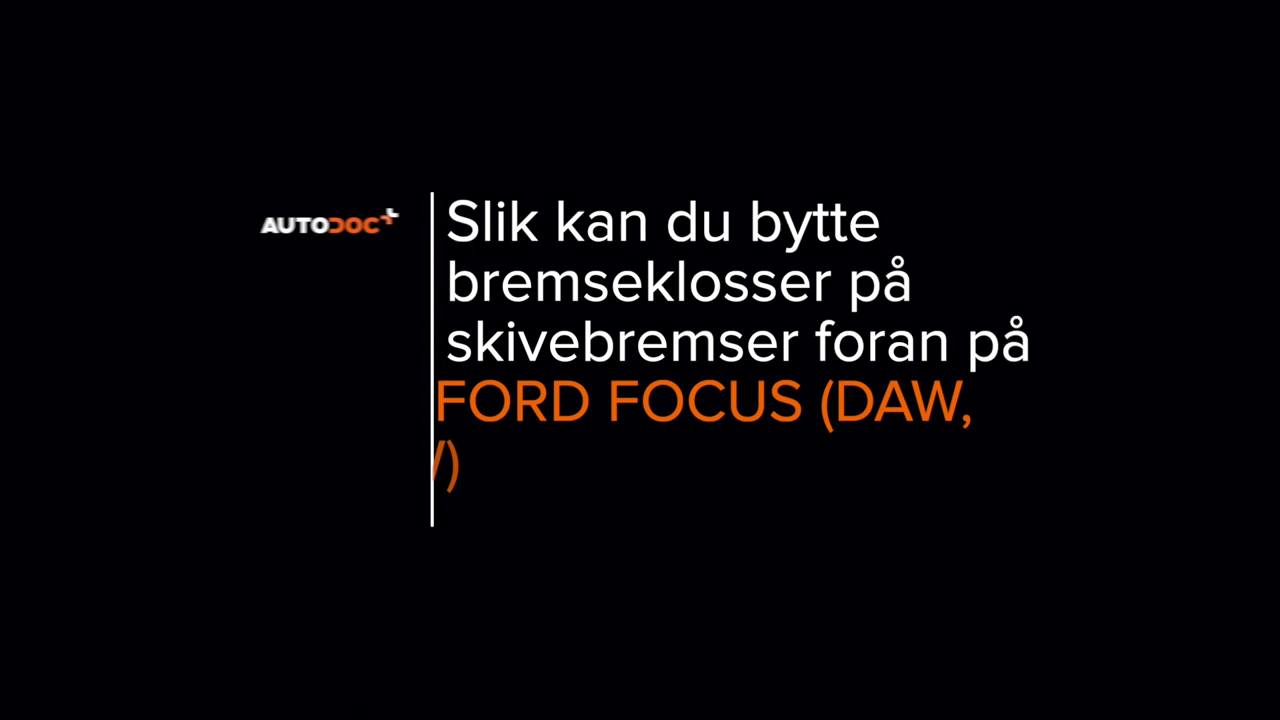 AUTODOC
Slik kan du bytte
bremseklosser på
skivebremser foran på
FORD FOCUS (DAW,